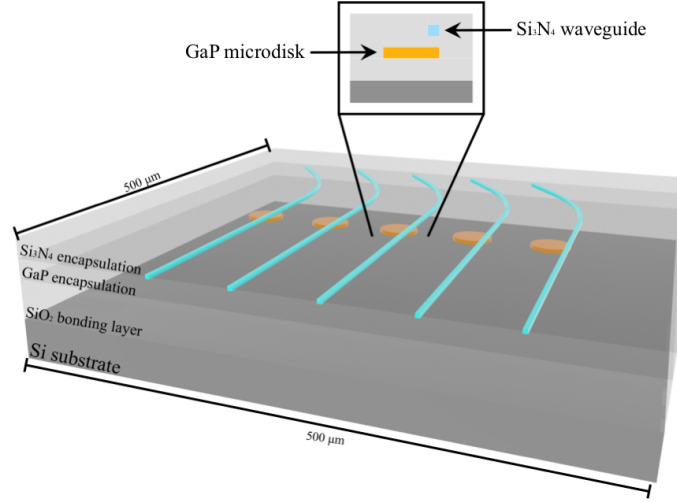 Si₃N₄ waveguide
GaP microdisk
500 μm
Si₃N₄ encapsulation
GaP encapsulation
SiO₂ bonding layer
Si substrate
500 μm